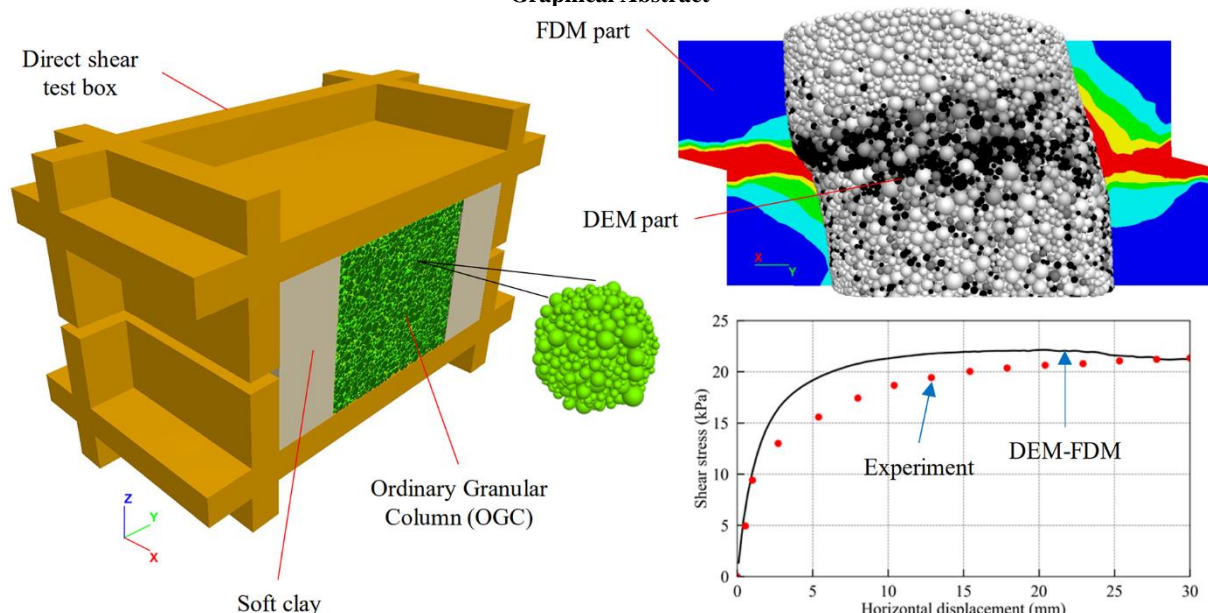 Graphical Abstract
Direct shear
test box
Ordinary Granular
Column (OGC)
Soft clay
Z
Y
X
FDM part
DEM part
X
Y
Shear stress (kPa)
25
20
15
10
5
0
Experiment
DEM-FDM
0 5 10 15 20 25 30
Horizontal displacement (mm)